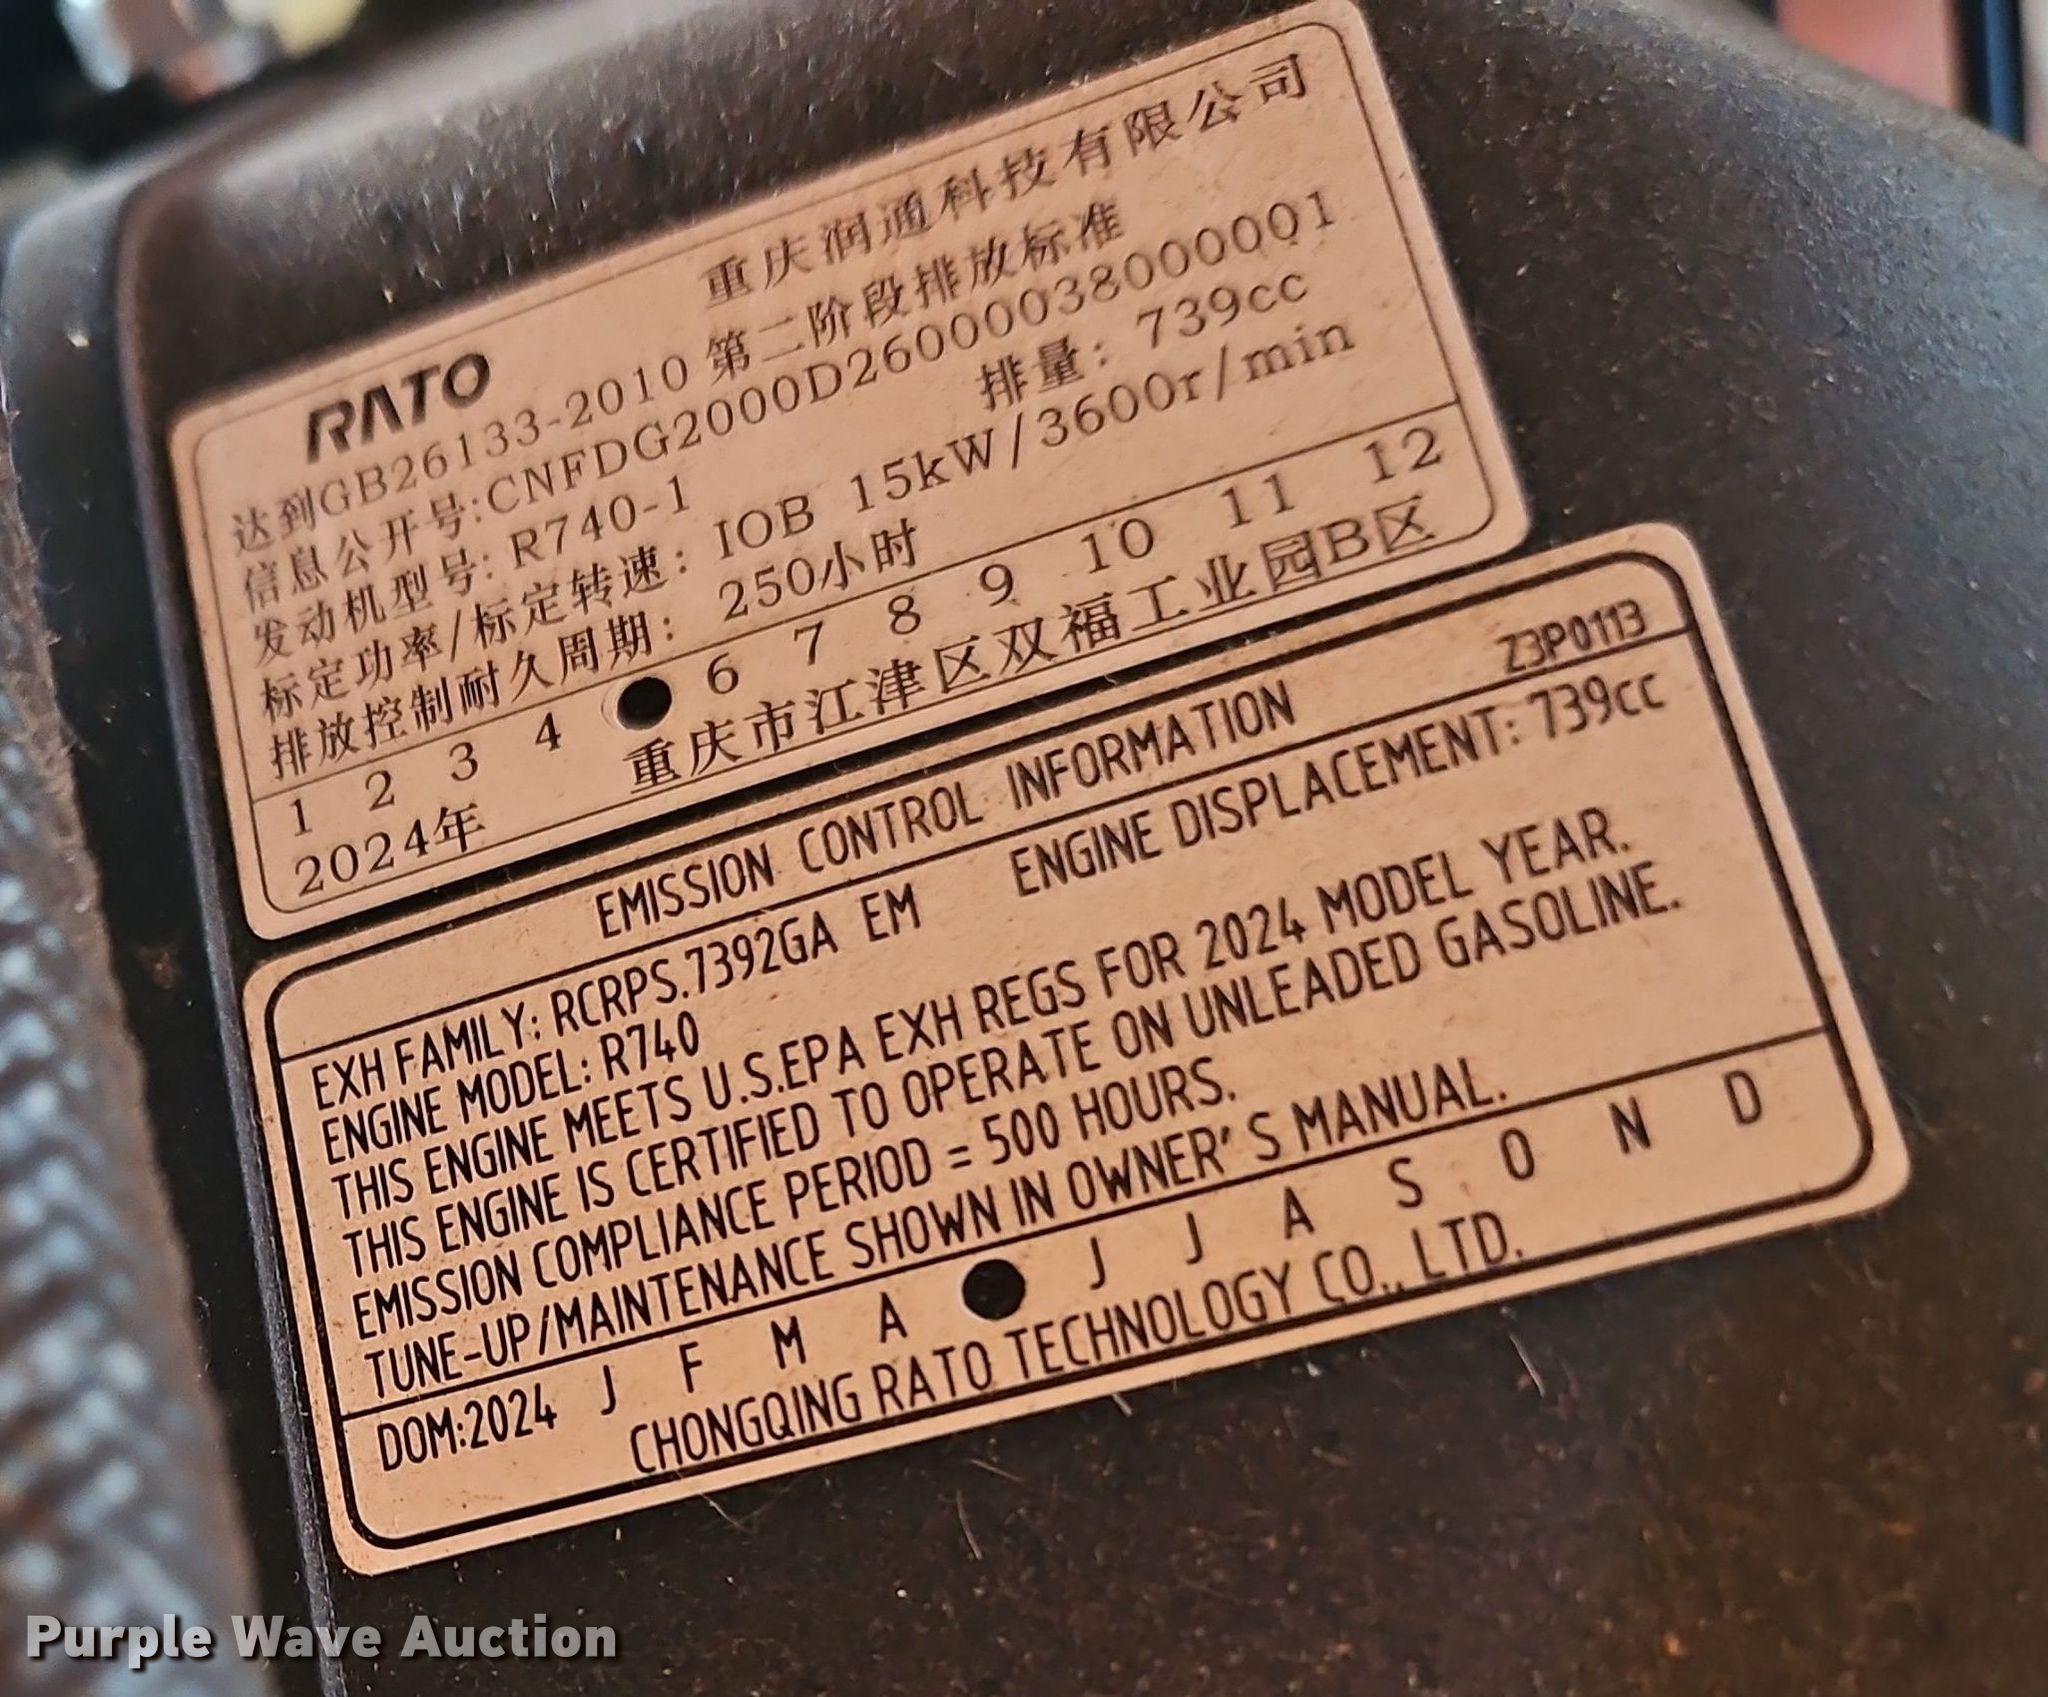 RATO 重庆润通科技有限公司
达到GB26133-2010 第二阶段排放标准
信息公开号:CNFDG2000D26000038000001
发动机型号: R740-1 排量: 739cc
标定功率/标定转速: IOB 15kW/3600r/min
排放控制耐久周期: 250小时
1 2 3 4 6 7 8 9 10 11 12
2024年 重庆市江津区双福工业园B区
EMISSION CONTROL INFORMATION Z3P0113
EXH FAMILY: RCRPS.7392GA EM ENGINE DISPLACEMENT: 739cc
ENGINE MODEL: R740
THIS ENGINE MEETS U.S.EPA EXH REGS FOR 2024 MODEL YEAR.
THIS ENGINE IS CERTIFIED TO OPERATE ON UNLEADED GASOLINE.
EMISSION COMPLIANCE PERIOD = 500 HOURS.
TUNE-UP/MAINTENANCE SHOWN IN OWNER'S MANUAL.
DOM:2024 J F M A J J A S O N D
CHONGQING RATO TECHNOLOGY CO., LTD.
Purple Wave Auction